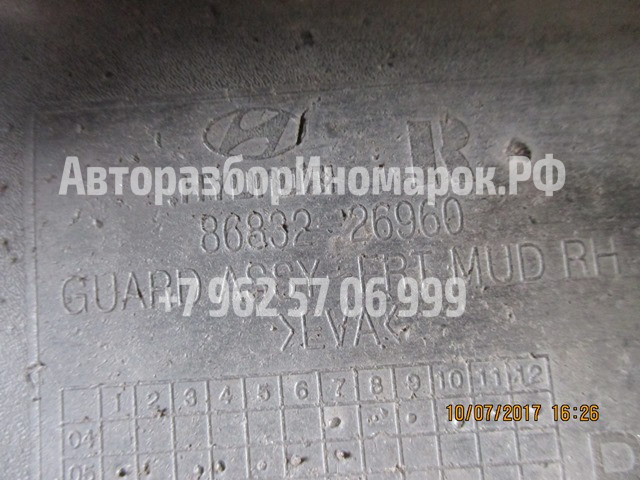 R
АвторазборИномарок.РФ
HYUNDAI
86832 26960
GUARD ASSY-FRT MUD RH
+7 962 57 06 999
>EVA<
1 2 3 4 5 6 7 8 9 10 11 12
04
05
10/07/2017 16:26